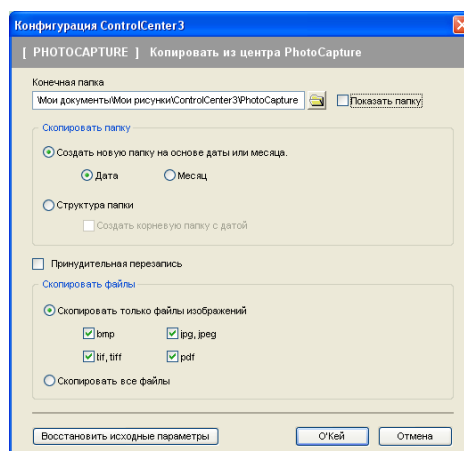 Конфигурация ControlCenter3
[ PHOTOCAPTURE ] Копировать из центра PhotoCapture
Конечная папка
\Мои документы\Мои рисунки\ControlCenter3\PhotoCapture
Показать папку
Скопировать папку
Создать новую папку на основе даты или месяца.
Дата Месяц
Структура папки
Создать корневую папку с датой
Принудительная перезапись
Скопировать файлы
Скопировать только файлы изображений
bmp jpg, jpeg
tif, tiff pdf
Скопировать все файлы
Восстановить исходные параметры О'Кей Отмена